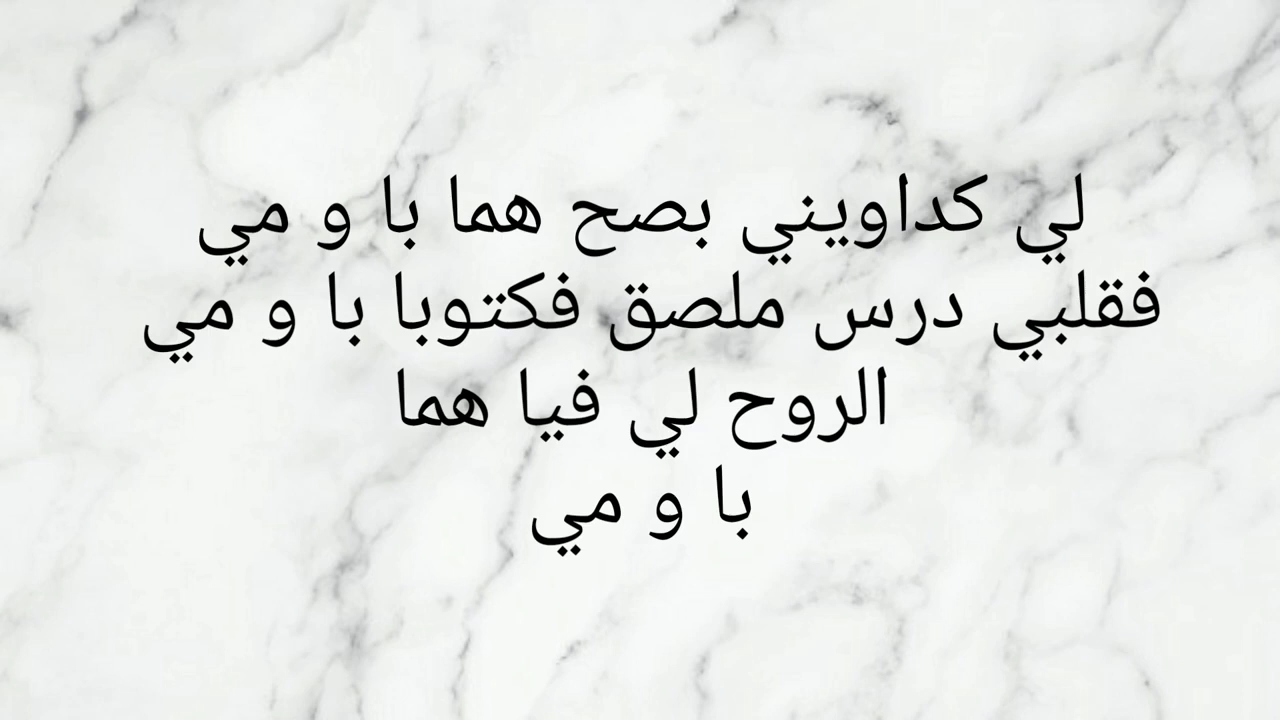 لي كداويني بصح هما با و مي
فقلبي درس ملصق فكتوبا با و مي
الروح لي فيا هما
با و مي